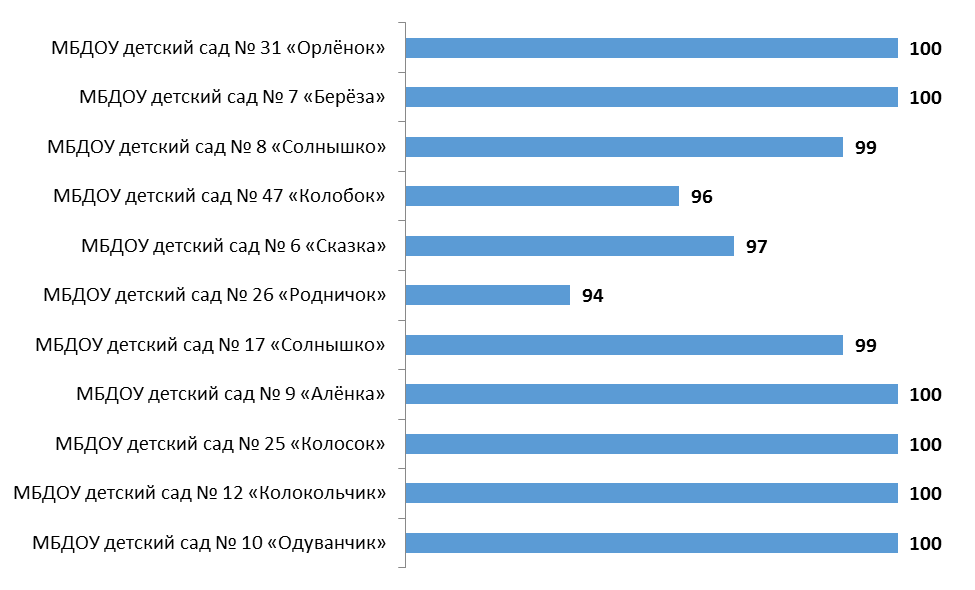 МБДОУ детский сад № 31 «Орлёнок» 100
МБДОУ детский сад № 7 «Берёза» 100
МБДОУ детский сад № 8 «Солнышко» 99
МБДОУ детский сад № 47 «Колобок» 96
МБДОУ детский сад № 6 «Сказка» 97
МБДОУ детский сад № 26 «Родничок» 94
МБДОУ детский сад № 17 «Солнышко» 99
МБДОУ детский сад № 9 «Алёнка» 100
МБДОУ детский сад № 25 «Колосок» 100
МБДОУ детский сад № 12 «Колокольчик» 100
МБДОУ детский сад № 10 «Одуванчик» 100